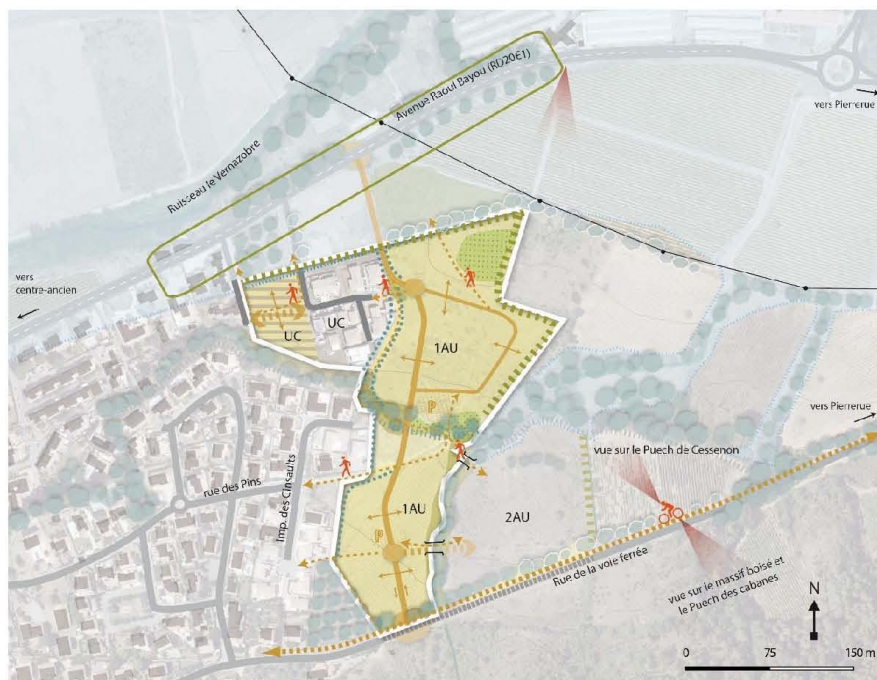 Avenue Raoul Bayou (RD20E1)
Ruisseau le Vernazobre
vers Pierrerue
vers
centre-ancien
UC
UC
1AU
P
vers Pierrerue
vue sur le Puech de Cessenon
rue des Pins
Imp. des Cinsaults
1AU
2AU
P
Rue de la voie ferrée
vue sur le massif boisé et
le Puech des cabanes
N
0 75 150 m